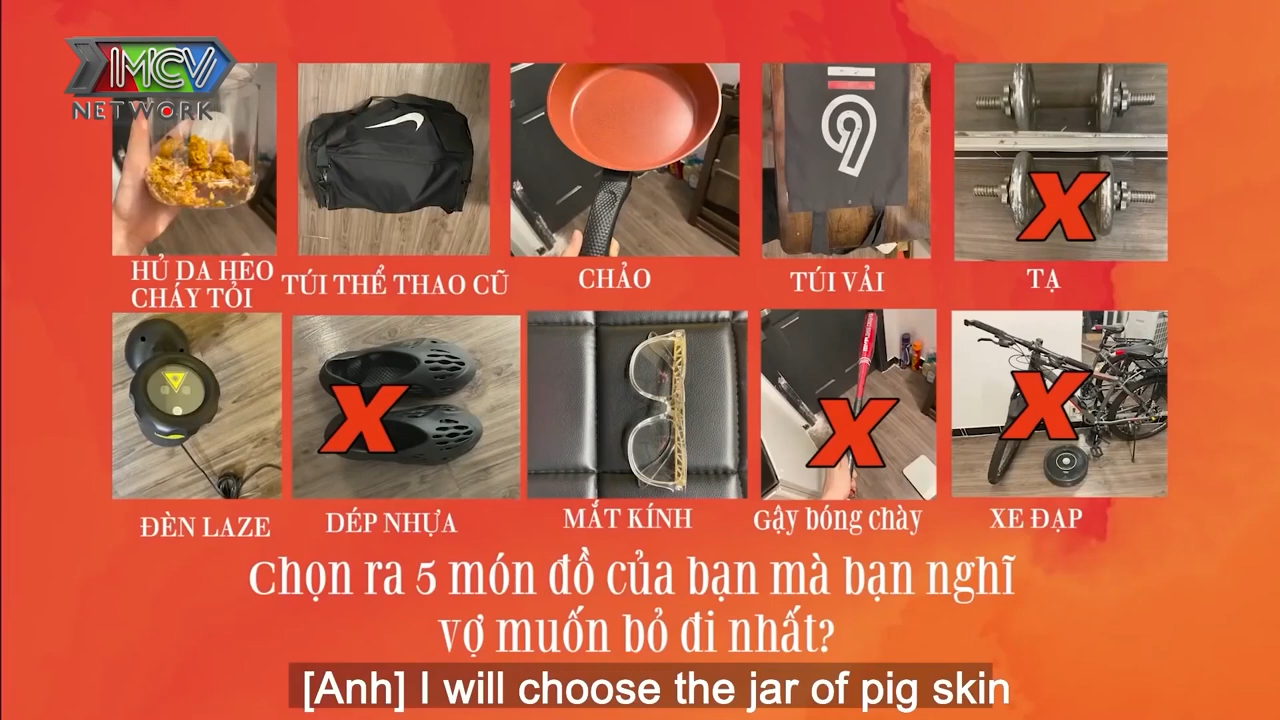 MCV
NETWORK
9
X
HỦ DA HEO
CHÁY TỎI
TÚI THỂ THAO CŨ
CHẢO
TÚI VẢI
TẠ
X
X
X
ĐÈN LAZE
DÉP NHỰA
MẮT KÍNH
Gậy bóng chày
XE ĐẠP
Chọn ra 5 món đồ của bạn mà bạn nghĩ
vợ muốn bỏ đi nhất?
[Anh] I will choose the jar of pig skin